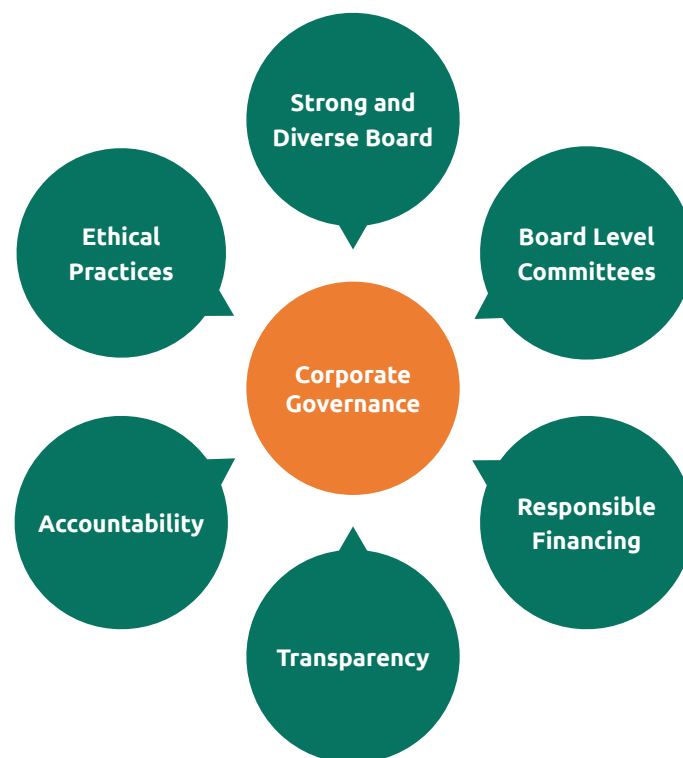 Strong and
Diverse Board
Ethical
Practices
Board Level
Committees
Corporate
Governance
Accountability
Responsible
Financing
Transparency